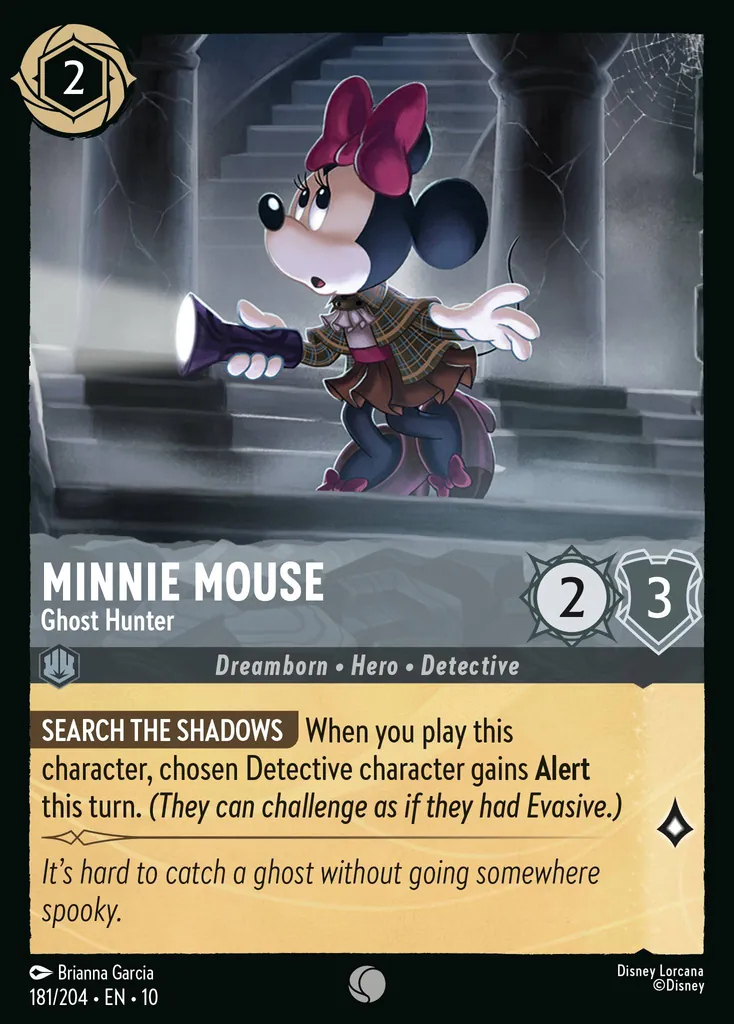 2
MINNIE MOUSE
Ghost Hunter
2
3
Dreamborn • Hero • Detective
SEARCH THE SHADOWS When you play this
character, chosen Detective character gains Alert
this turn. (They can challenge as if they had Evasive.)
It's hard to catch a ghost without going somewhere
spooky.
Brianna Garcia
Disney Lorcana
181/204 • EN • 10
©Disney